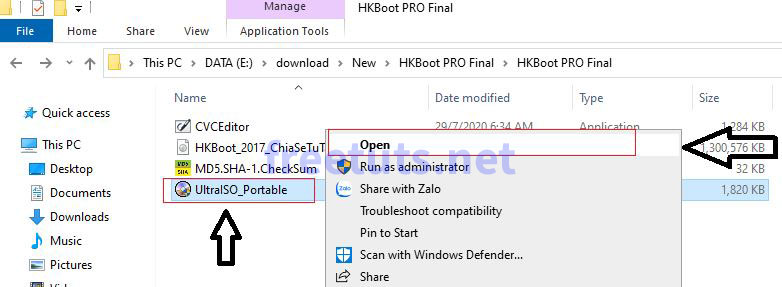 Manage
HKBoot PRO Final
File Home Share View Application Tools
This PC > DATA (E:) > download > New > HKBoot PRO Final > HKBoot PRO Final
Name Date modified Type Size
Quick access
This PC
Desktop
Documents
Downloads
Music
Pictures
CVCEditor 29/7/2020 6:34 AM Application 1,284 KB
HKBoot_2017_ChiaSeTuT 1,300,576 KB
MD5.SHA-1.CheckSum 32 KB
UltraISO_Portable 1,820 KB
Open
Run as administrator
Share with Zalo
Troubleshoot compatibility
Pin to Start
Scan with Windows Defender...
Share
Zalo
MD5
freetuts.net